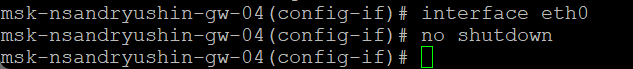 msk-nsandryushin-gw-04(config-if)# interface eth0
msk-nsandryushin-gw-04(config-if)# no shutdown
msk-nsandryushin-gw-04(config-if)#